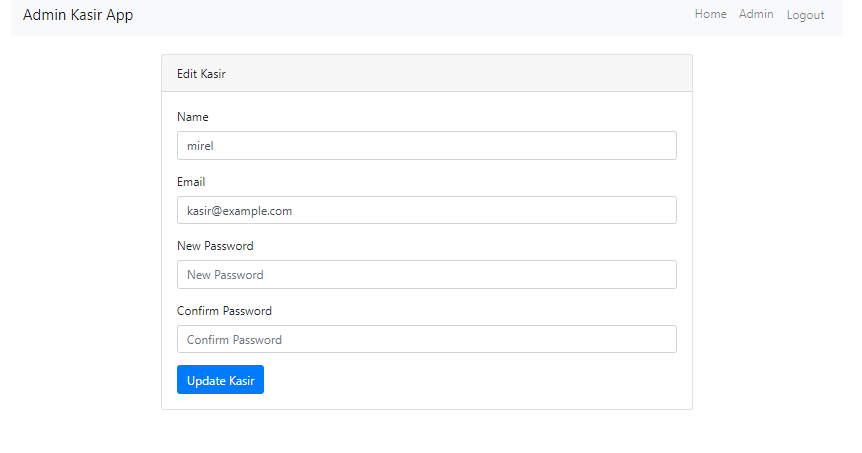 Admin Kasir App Home Admin Logout
Edit Kasir
Name
mirel
Email
kasir@example.com
New Password
New Password
Confirm Password
Confirm Password
Update Kasir